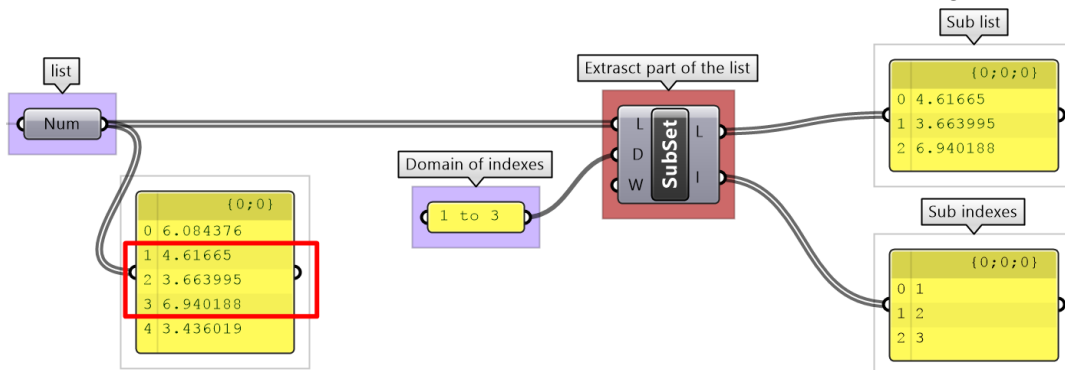 Sub list
list
Extrasct part of the list
{0;0;0}
0 4.61665
1 3.663995
2 6.940188
Num
L
D
W
SubSet
L
I
Domain of indexes
1 to 3
{0;0}
0 6.084376
1 4.61665
2 3.663995
3 6.940188
4 3.436019
Sub indexes
{0;0;0}
0 1
1 2
2 3